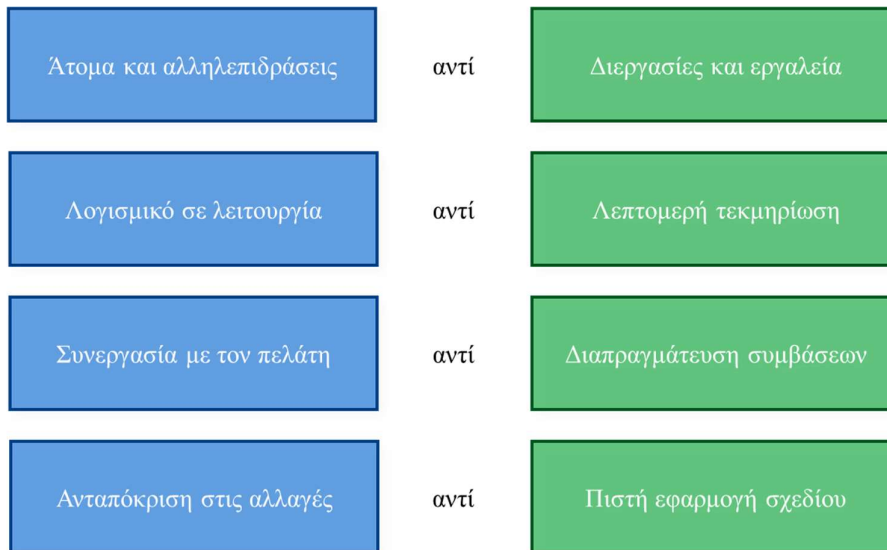 Άτομα και αλληλεπιδράσεις αντί Διεργασίες και εργαλεία
Λογισμικό σε λειτουργία αντί Λεπτομερή τεκμηρίωση
Συνεργασία με τον πελάτη αντί Διαπραγμάτευση συμβάσεων
Ανταπόκριση στις αλλαγές αντί Πιστή εφαρμογή σχεδίου